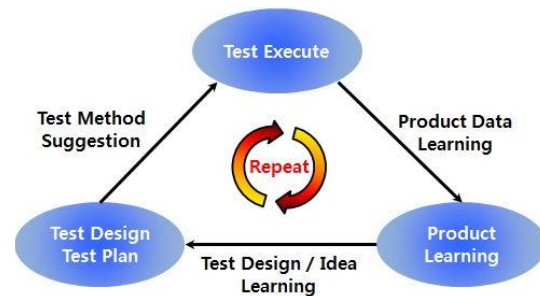 Test Execute
Test Method
Suggestion
Product Data
Learning
Repeat
Test Design
Test Plan
Product
Learning
Test Design / Idea
Learning